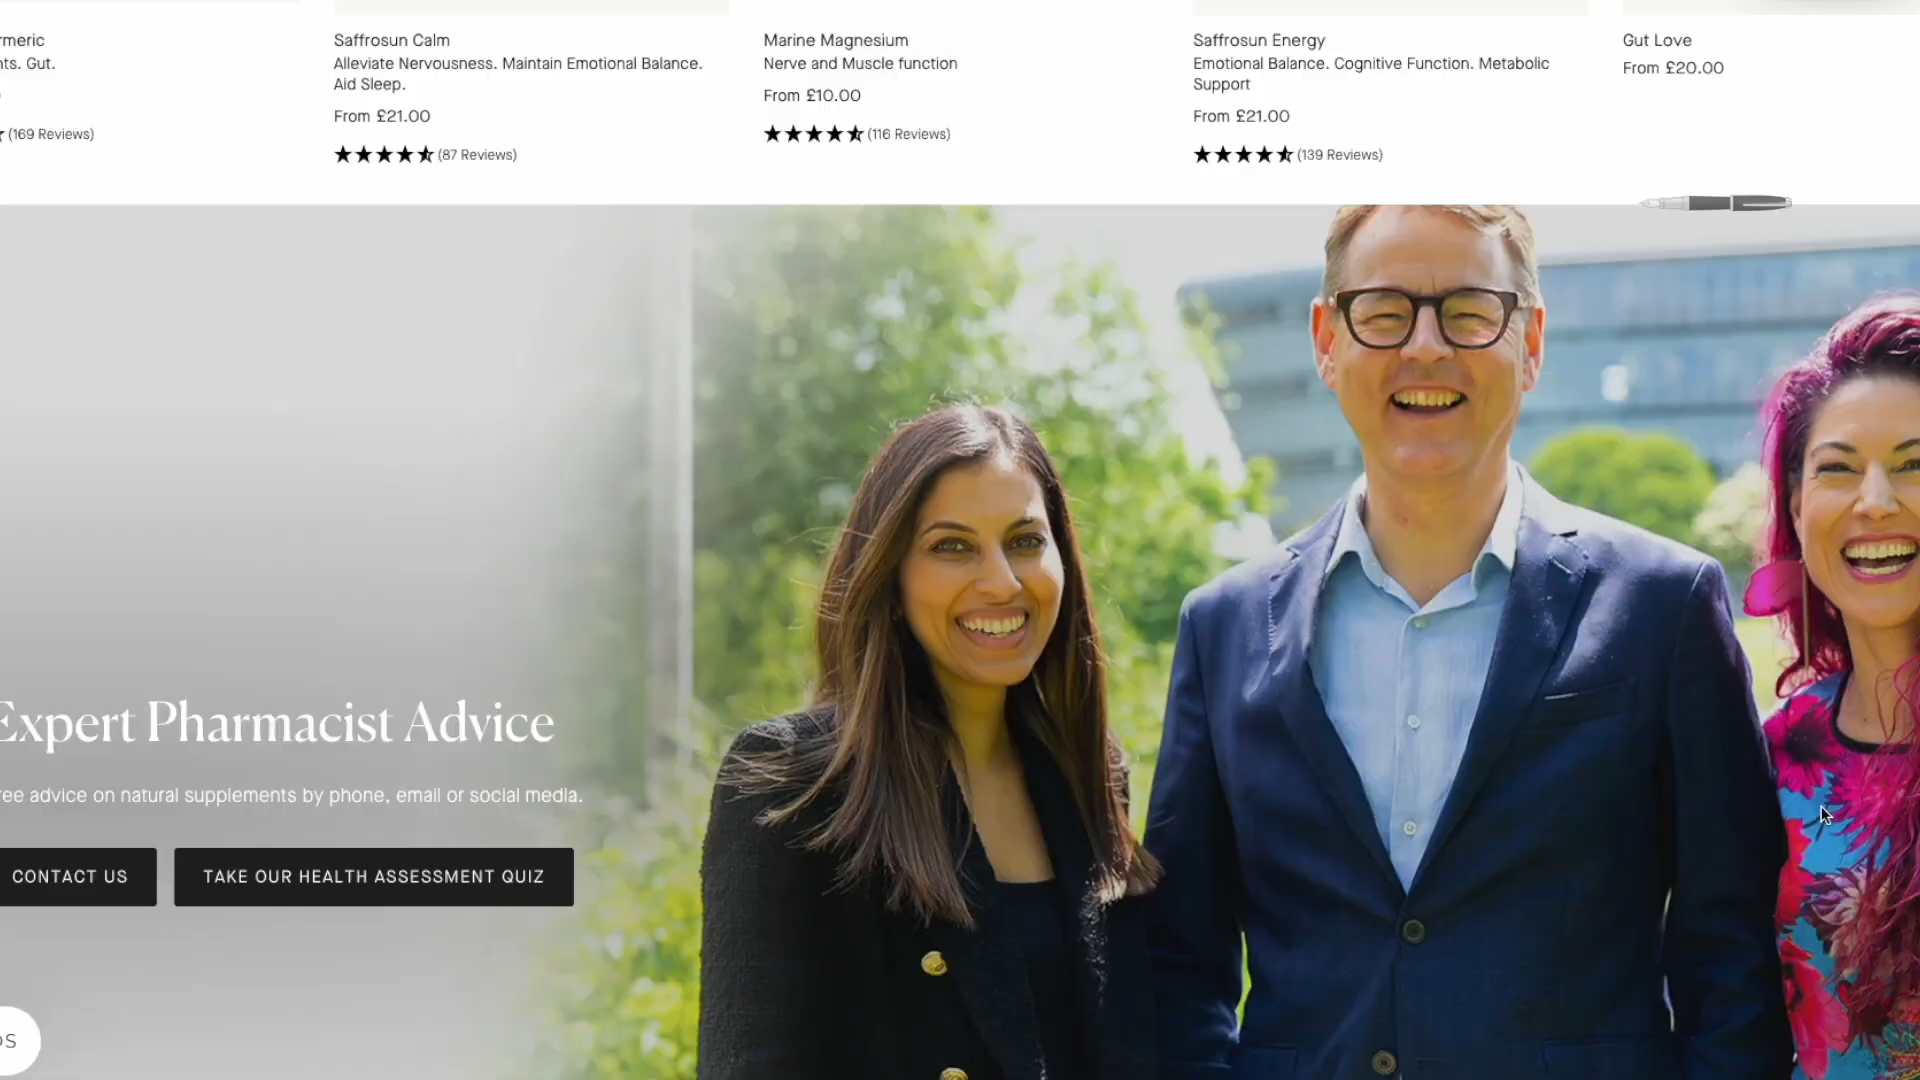 rmeric
nts. Gut.
(169 Reviews)
Saffrosun Calm
Alleviate Nervousness. Maintain Emotional Balance.
Aid Sleep.
From £21.00
(87 Reviews)
Marine Magnesium
Nerve and Muscle function
From £10.00
(116 Reviews)
Saffrosun Energy
Emotional Balance. Cognitive Function. Metabolic
Support
From £21.00
(139 Reviews)
Gut Love
From £20.00
Expert Pharmacist Advice
ree advice on natural supplements by phone, email or social media.
CONTACT US
TAKE OUR HEALTH ASSESSMENT QUIZ
DS